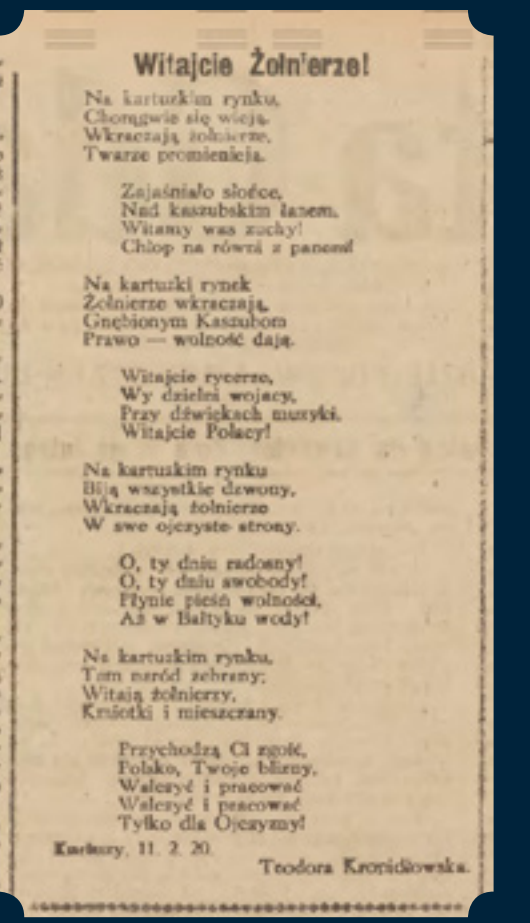 Witajcie Żołnierze!
Na kartuzkim rynku,
Chorągwie się wieją,
Wkraczają żołnierze,
Twarze promienieją.
Zajaśniało słońce,
Nad kaszubskim łanem,
Witamy was zuchy!
Chłop na równi z panem!
Na kartuzki rynek
Żołnierze wkraczają,
Gnębionym Kaszubom
Prawo — wolność dają.
Witajcie rycerze,
Wy dzielni wojacy,
Przy dźwiękach muzyki,
Witajcie Polacy!
Na kartuskim rynku
Biją wszystkie dzwony,
Wkraczają żołnierze
W swe ojczyste strony.
O, ty dniu radosny!
O, ty dniu swobody!
Płynie pieśń wolności,
Aż w Bałtyku wody!
Na kartuskim rynku,
Tam naród zebrany;
Witają żołnierzy,
Kmiotki i mieszczany.
Przychodzą Ci zgoić,
Polsko, Twoje blizny,
Walczyć i pracować
Walczyć i pracować
Tylko dla Ojczyzny!
Kartuzy, 11. 2. 20.
Teodora Kropidłowska.